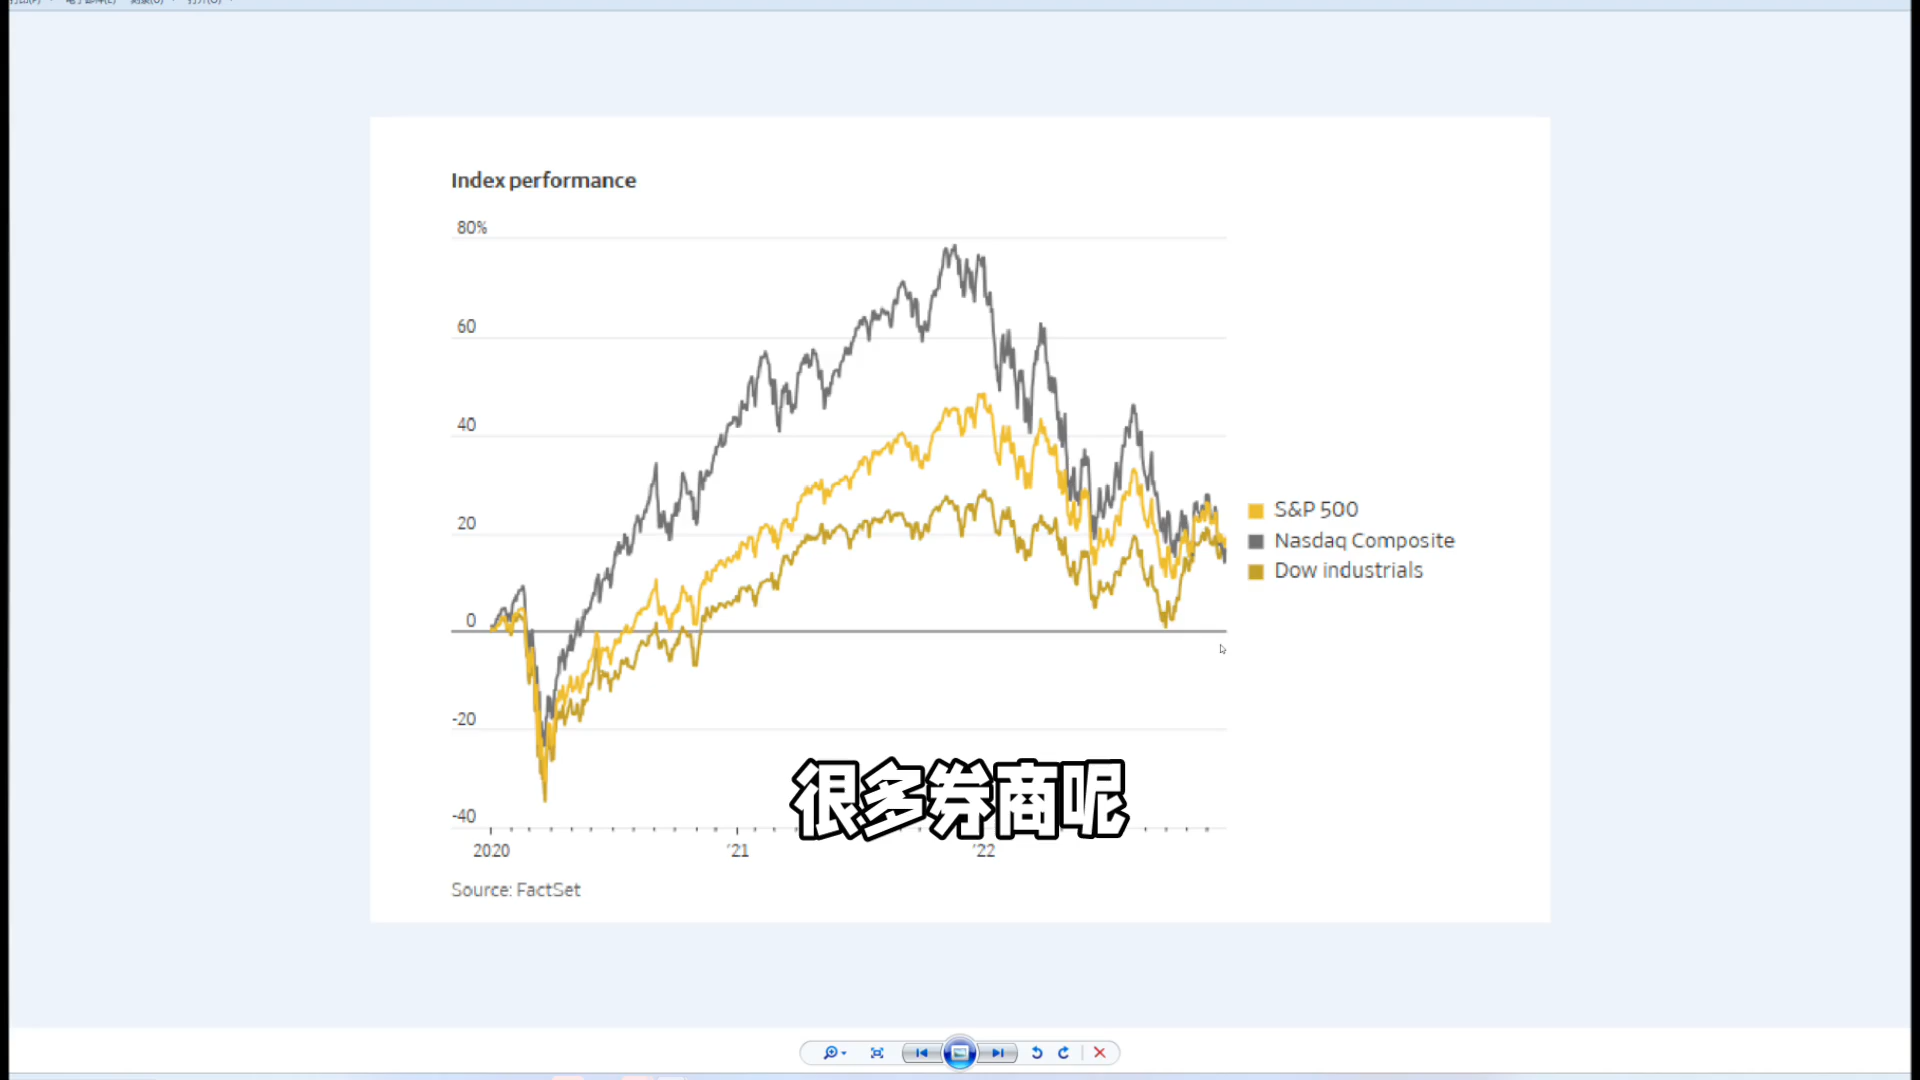 Index performance
80%
60
40
20
0
-20
-40
2020 '21 '22
S&P 500
Nasdaq Composite
Dow industrials
很多券商呢
Source: FactSet